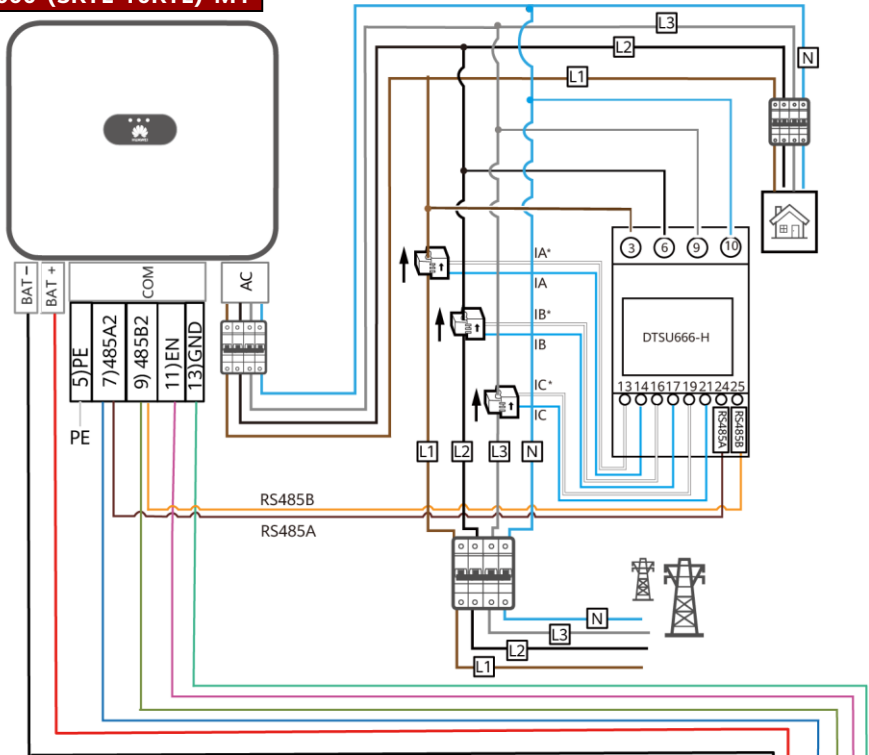 L3
L2
N
L1
HUAWEI
3
6
9
10
IA*
IA
IB*
IB
IC*
IC
DTSU666-H
13 14 16 17 19 21 24 25
RS485A
RS485B
BAT −
BAT +
COM
AC
5)PE
7)485A2
9) 485B2
11)EN
13)GND
PE
L1
L2
L3
N
RS485B
RS485A
N
L3
L2
L1